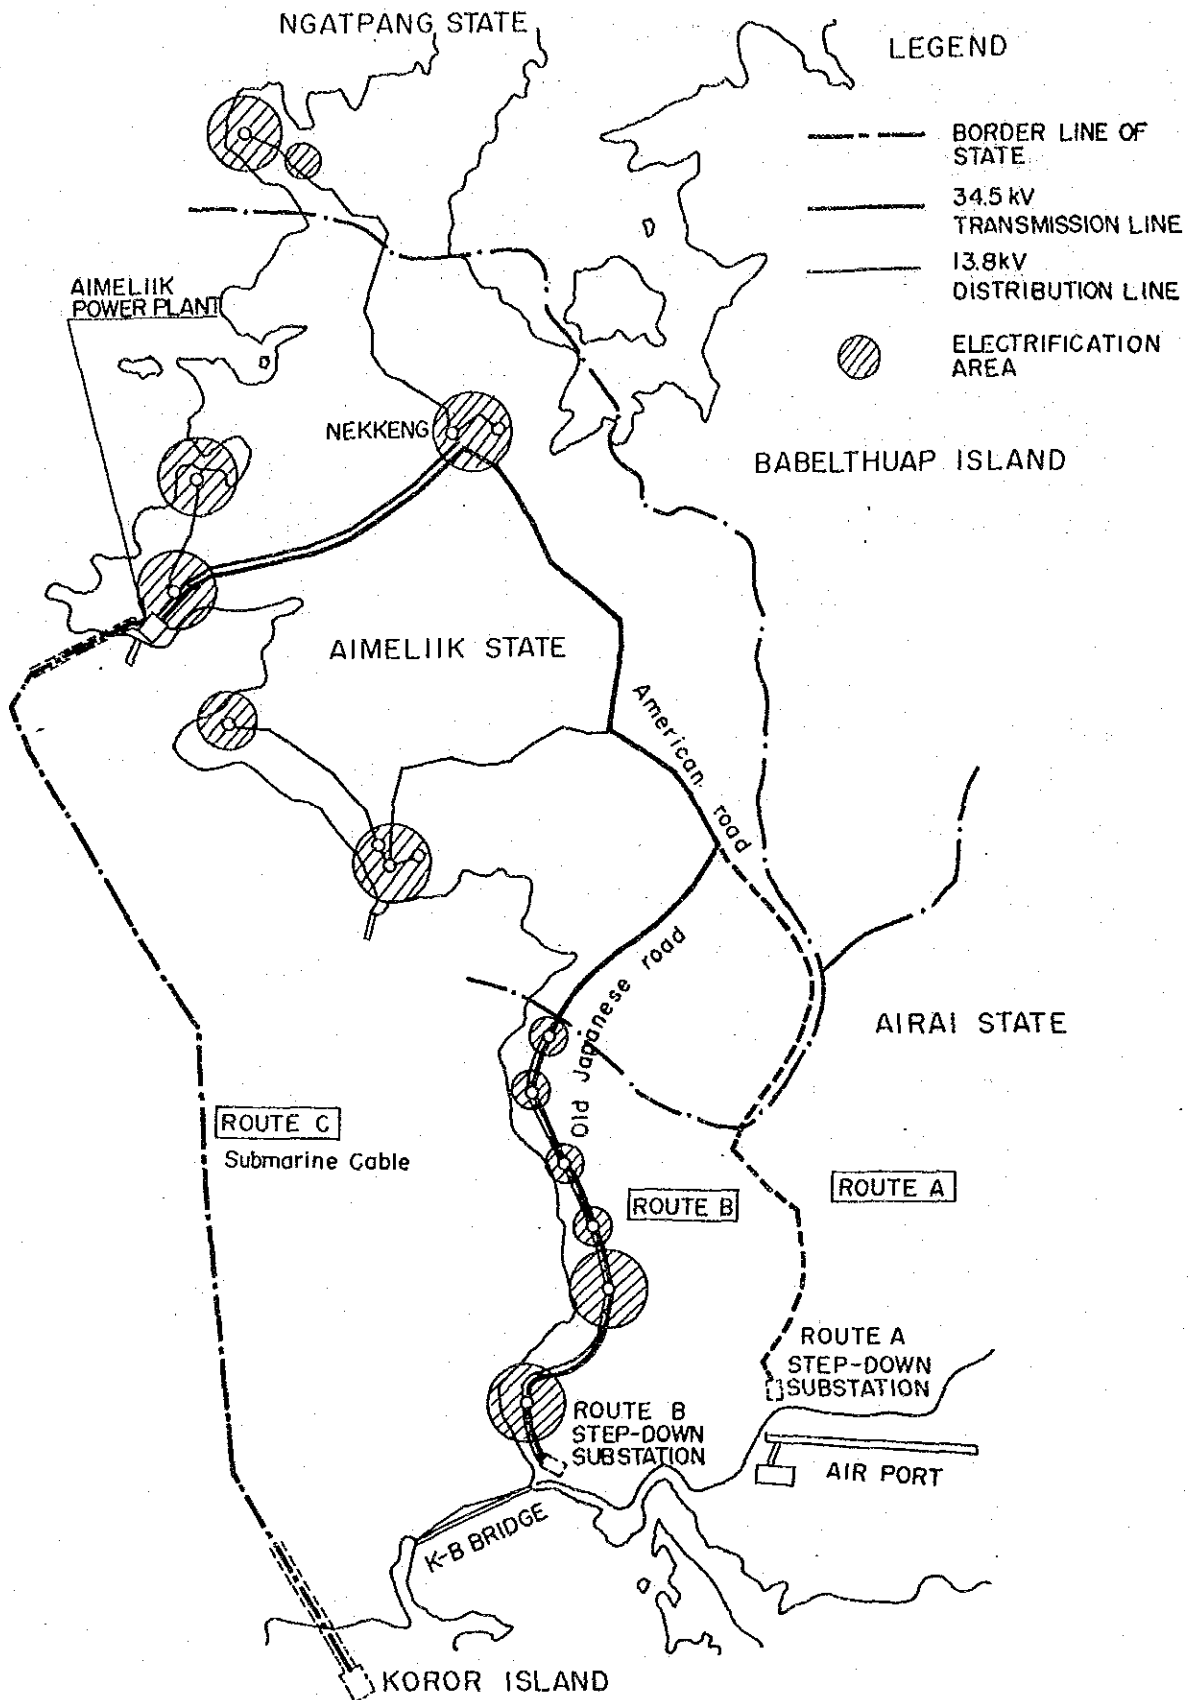 NGATPANG STATE
LEGEND
BORDER LINE OF
STATE
34.5 kV
TRANSMISSION LINE
13.8kV
DISTRIBUTION LINE
ELECTRIFICATION
AREA
AIMELIIK
POWER PLANT
NEKKENG
BABELTHUAP ISLAND
AIMELIIK STATE
American road
Old Japanese road
AIRAI STATE
ROUTE C
Submarine Cable
ROUTE B
ROUTE A
ROUTE A
STEP-DOWN
SUBSTATION
ROUTE B
STEP-DOWN
SUBSTATION
AIR PORT
K-B BRIDGE
KOROR ISLAND